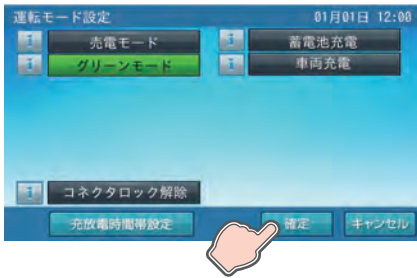 運転モード設定 01月01日 12:00
売電モード 蓄電池充電
グリーンモード 車両充電
コネクタロック解除
充放電時間帯設定 確定 キャンセル